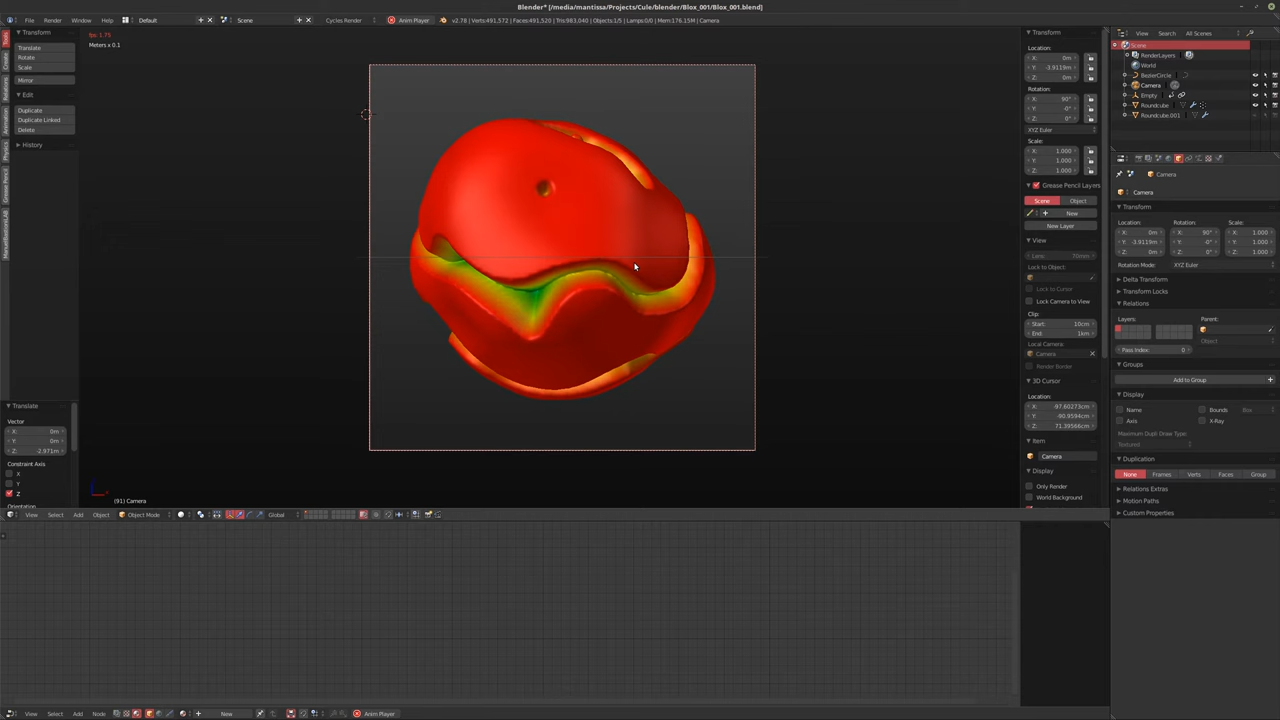 Blender* [/media/mantissa/Projects/Cule/blender/Blox_001/Blox_001.blend]
File Render Window Help Default Scene Cycles Render Anim Player v2.78 | Verts:491,572 | Faces:491,520 | Tris:983,040 | Objects:1/5 | Lamps:0/0 | Mem:176.15M | Camera
fps: 1.75
Meters x 0.1
Transform
Translate
Rotate
Scale
Mirror
Edit
Duplicate
Duplicate Linked
Delete
History
Tools
Create
Relations
Animation
Physics
Grease Pencil
Translate
Vector
X: 0m
Y: 0m
Z: -2.971m
Constraint Axis
X
Y
Z
Orientation
(91) Camera
View Select Add Object Object Mode Global
View Select Add Node New Anim Player
Transform
Location:
X: 0m
Y: -3.9119m
Z: 0m
Rotation:
X: 90°
Y: 0°
Z: 0°
XYZ Euler
Scale:
X: 1.000
Y: 1.000
Z: 1.000
Grease Pencil Layers
Scene Object
New
New Layer
View
Lens: 70mm
Lock to Object:
Lock to Cursor
Lock Camera to View
Clip:
Start: 10cm
End: 1km
Local Camera:
Camera
Render Border
3D Cursor
Location:
X: -97.60273cm
Y: -90.9594cm
Z: 71.39566cm
Item
Camera
Display
Only Render
World Background
View Search All Scenes
Scene
RenderLayers
World
BezierCircle
Camera
Empty
Roundcube
Roundcube.001
Camera
Camera
Transform
Location: Rotation: Scale:
X: 0m X: 90° X: 1.000
Y: -3.9119m Y: -0° Y: 1.000
Z: 0m Z: 0° Z: 1.000
Rotation Mode: XYZ Euler
Delta Transform
Transform Locks
Relations
Layers: Parent:
Object
Pass Index: 0
Groups
Add to Group
Display
Name Bounds Box
Axis X-Ray
Maximum Dupli Draw Type:
Textured
Duplication
None Frames Verts Faces Group
Relations Extras
Motion Paths
Custom Properties